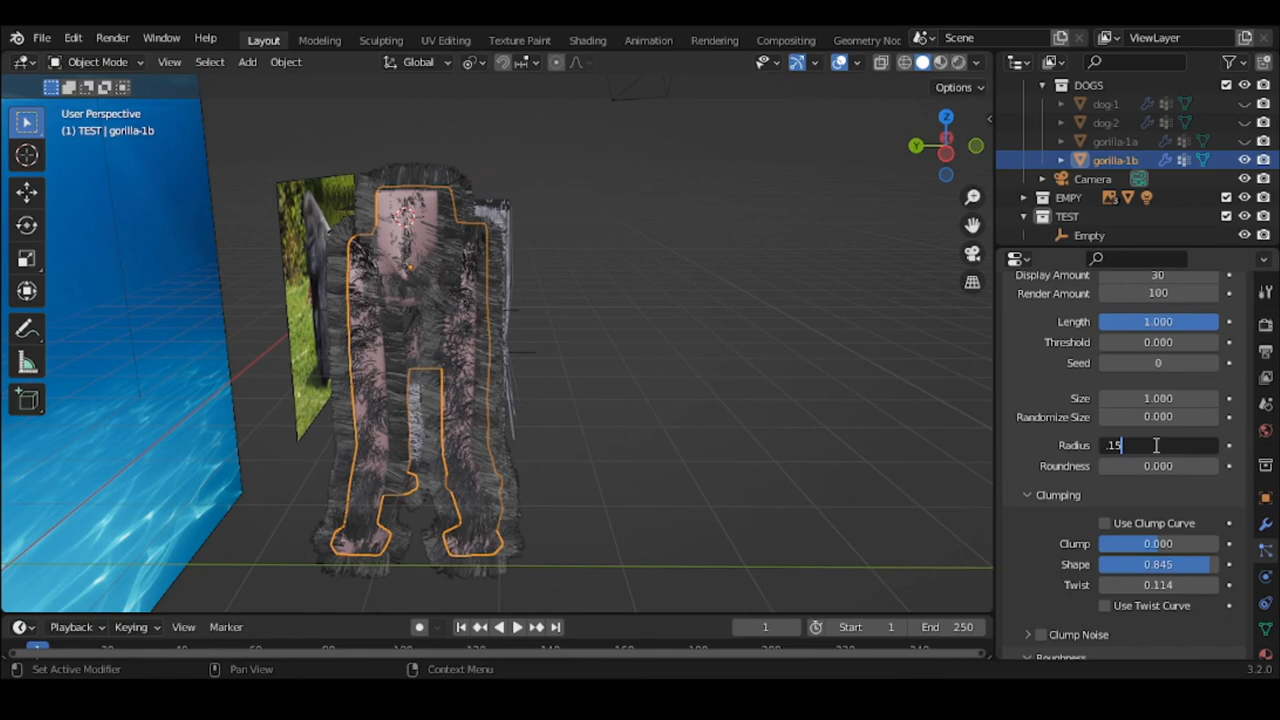 File Edit Render Window Help Layout Modeling Sculpting UV Editing Texture Paint Shading Animation Rendering Compositing Geometry Noc Scene ViewLayer
Object Mode View Select Add Object Global
Options
User Perspective
(1) TEST | gorilla-1b
Z
Y
DOGS
dog-1
dog-2
gorilla-1a
gorilla-1b
Camera
EMPY
TEST
Empty
Display Amount 30
Render Amount 100
Length 1.000
Threshold 0.000
Seed 0
Size 1.000
Randomize Size 0.000
Radius .15
Roundness 0.000
Clumping
Use Clump Curve
Clump 0.000
Shape 0.845
Twist 0.114
Use Twist Curve
Clump Noise
Playback Keying View Marker 1 Start 1 End 250
Set Active Modifier Pan View Context Menu 3.2.0